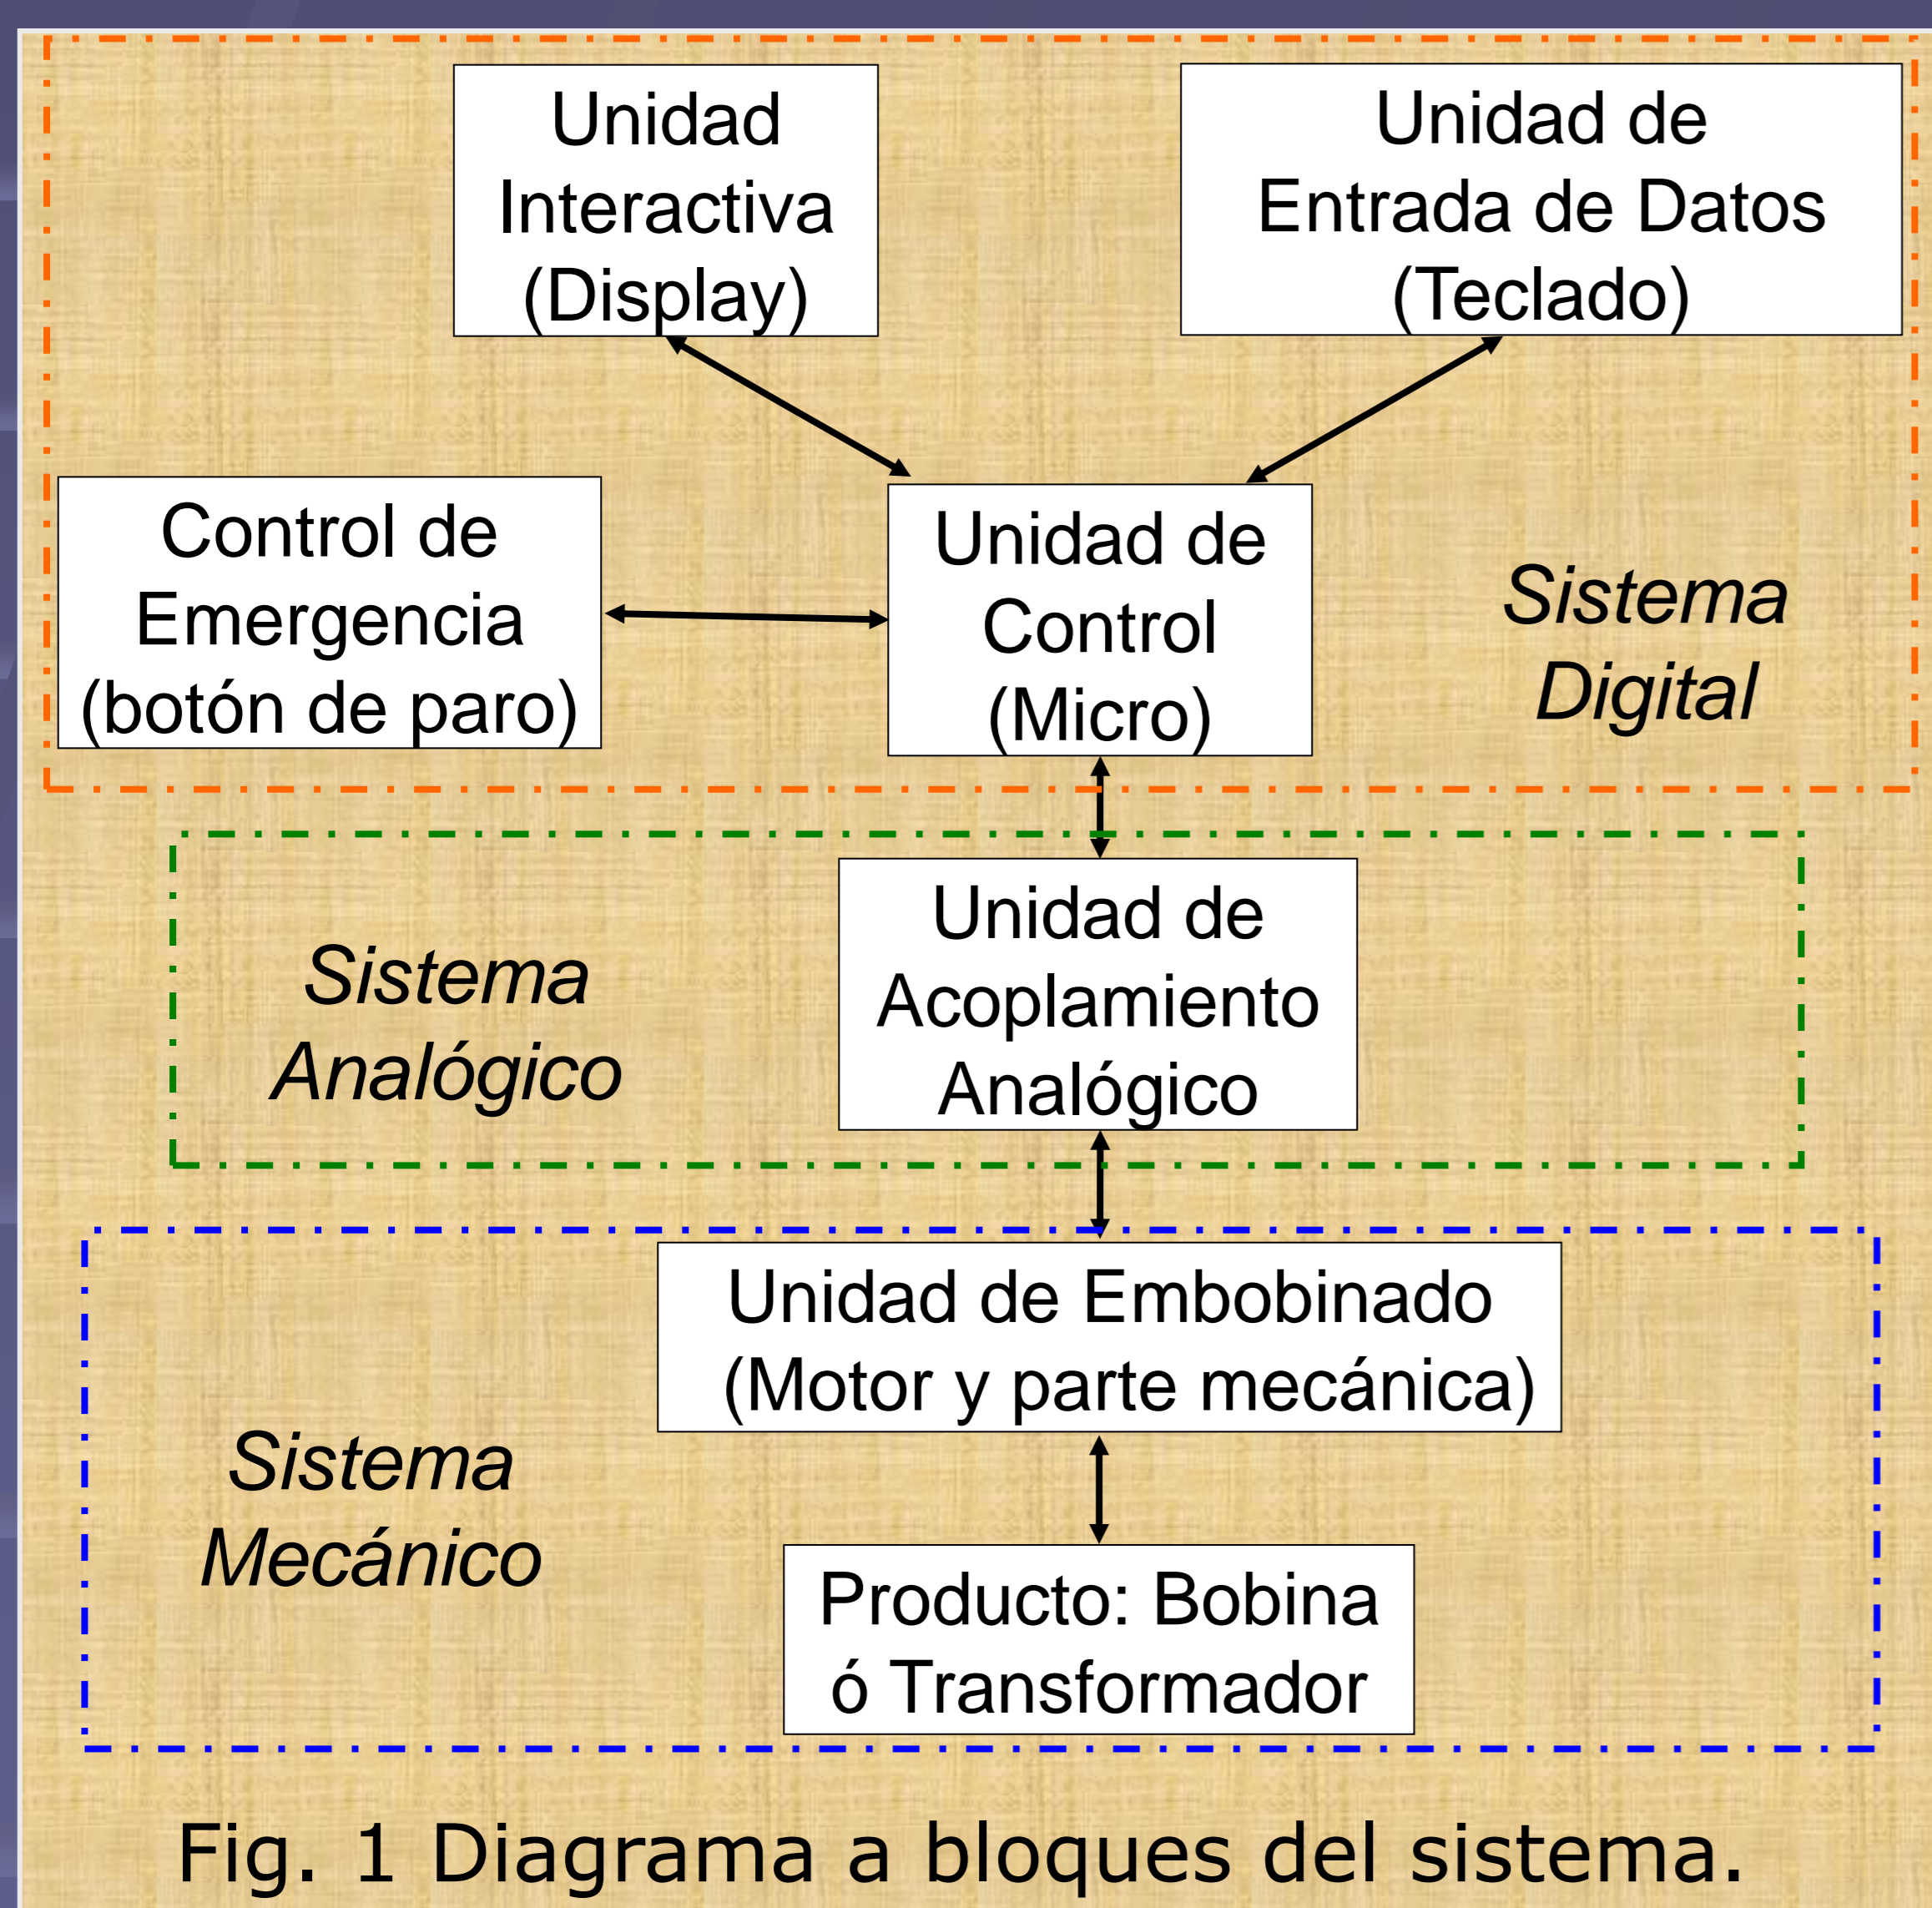 Unidad
Interactiva
(Display)
Unidad de
Entrada de Datos
(Teclado)
Control de
Emergencia
(botón de paro)
Unidad de
Control
(Micro)
Sistema
Digital
Sistema
Analógico
Unidad de
Acoplamiento
Analógico
Unidad de Embobinado
(Motor y parte mecánica)
Sistema
Mecánico
Producto: Bobina
ó Transformador
Fig. 1 Diagrama a bloques del sistema.